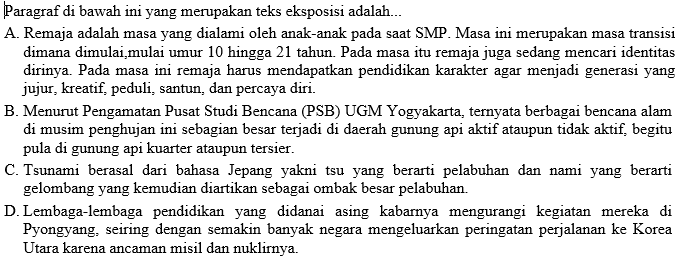 Paragraf di bawah ini yang merupakan teks eksposisi adalah...
A. Remaja adalah masa yang dialami oleh anak-anak pada saat SMP. Masa ini merupakan masa transisi
dimana dimulai,mulai umur 10 hingga 21 tahun. Pada masa itu remaja juga sedang mencari identitas
dirinya. Pada masa ini remaja harus mendapatkan pendidikan karakter agar menjadi generasi yang
jujur, kreatif, peduli, santun, dan percaya diri.
B. Menurut Pengamatan Pusat Studi Bencana (PSB) UGM Yogyakarta, ternyata berbagai bencana alam
di musim penghujan ini sebagian besar terjadi di daerah gunung api aktif ataupun tidak aktif, begitu
pula di gunung api kuarter ataupun tersier.
C. Tsunami berasal dari bahasa Jepang yakni tsu yang berarti pelabuhan dan nami yang berarti
gelombang yang kemudian diartikan sebagai ombak besar pelabuhan.
D. Lembaga-lembaga pendidikan yang didanai asing kabarnya mengurangi kegiatan mereka di
Pyongyang, seiring dengan semakin banyak negara mengeluarkan peringatan perjalanan ke Korea
Utara karena ancaman misil dan nuklirnya.